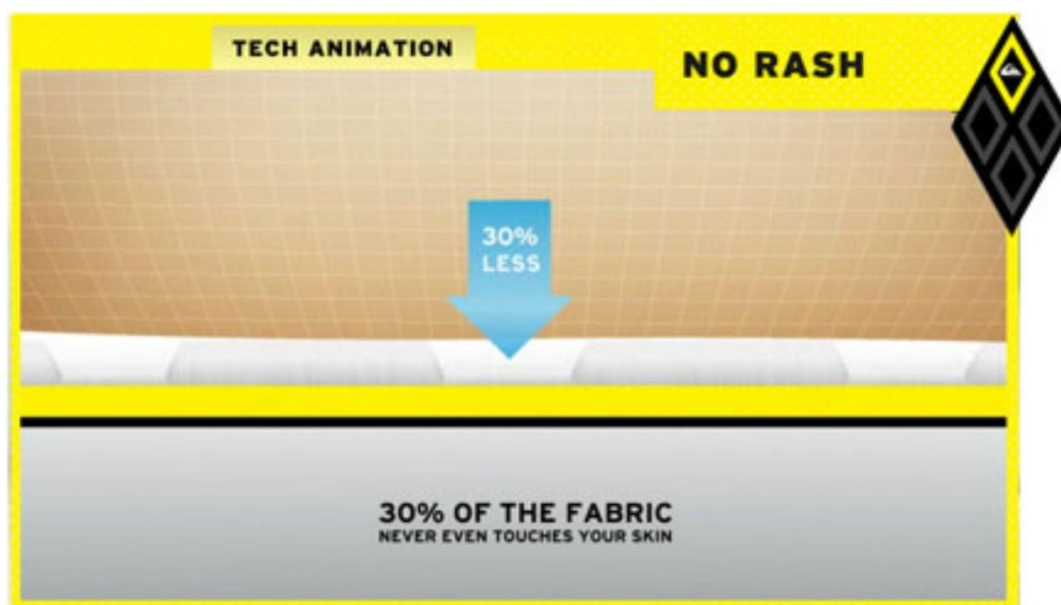 TECH ANIMATION
NO RASH
30%
LESS
30% OF THE FABRIC
NEVER EVEN TOUCHES YOUR SKIN